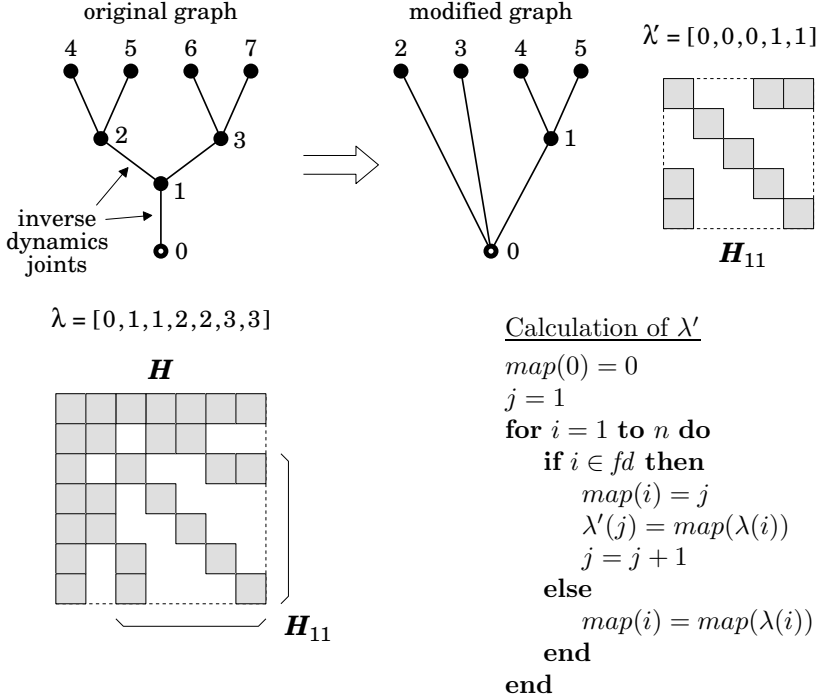 original graph
4 5 6 7
2 3
1
0
inverse
dynamics
joints
modified graph
2 3 4 5
1
0
λ′ = [0,0,0,1,1]
H₁₁
λ = [0,1,1,2,2,3,3]
H
H₁₁
Calculation of λ′
map(0) = 0
j = 1
for i = 1 to n do
if i ∈ fd then
map(i) = j
λ′(j) = map(λ(i))
j = j + 1
else
map(i) = map(λ(i))
end
end